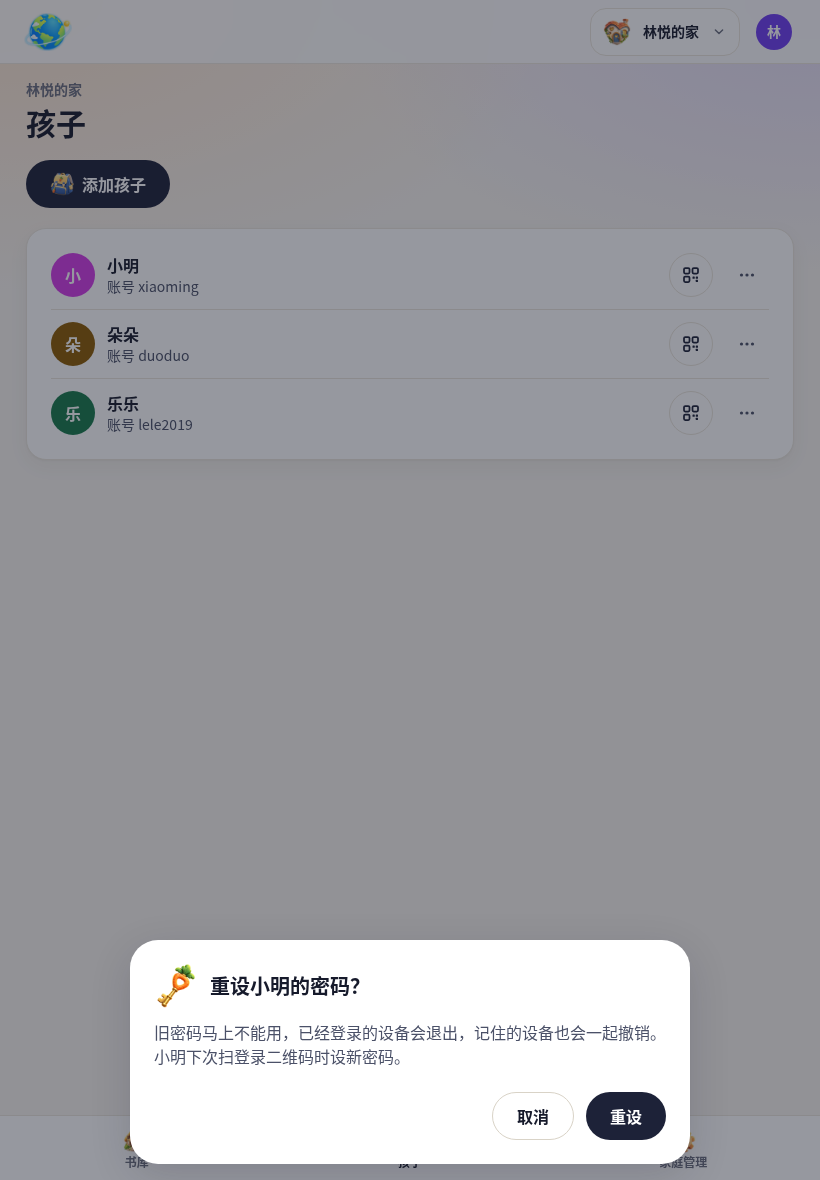 林悦的家
林
林悦的家
孩子
添加孩子
小
小明
账号 xiaoming
朵
朵朵
账号 duoduo
乐
乐乐
账号 lele2019
重设小明的密码？
旧密码马上不能用，已经登录的设备会退出，记住的设备也会一起撤销。
小明下次扫登录二维码时设新密码。
取消
重设
书库
孩子
家庭管理